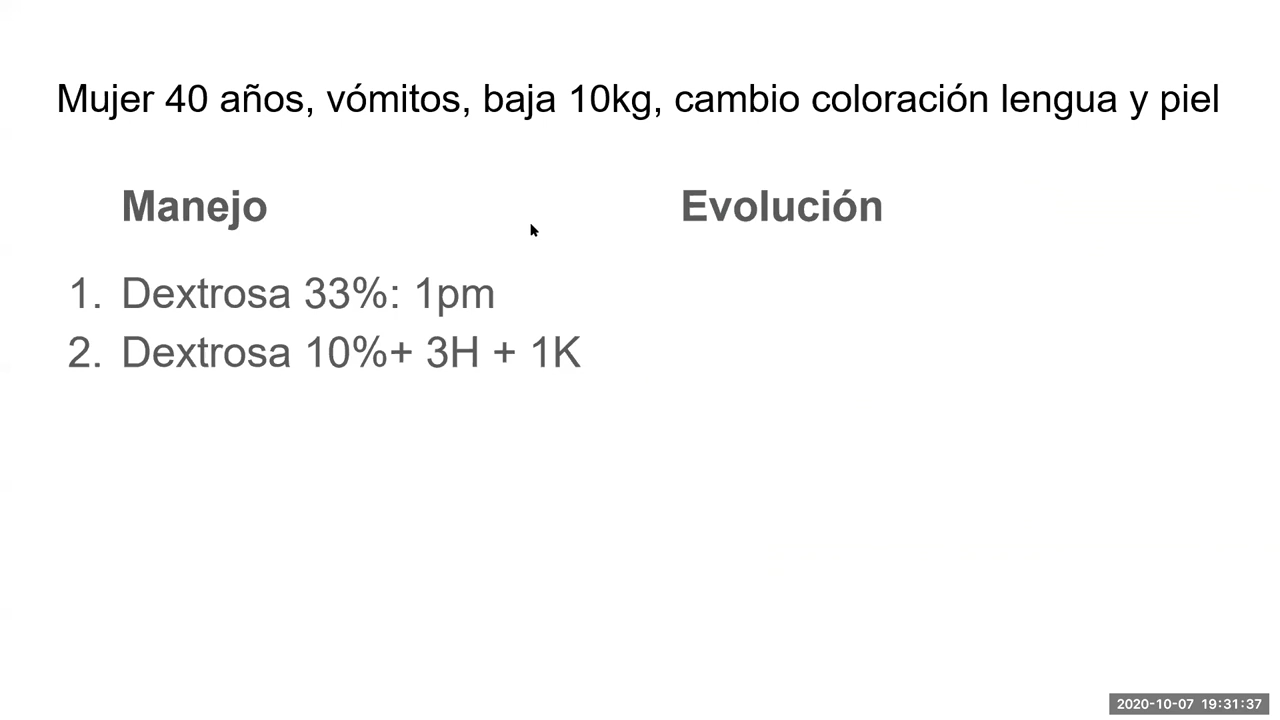 Mujer 40 años, vómitos, baja 10kg, cambio coloración lengua y piel
Manejo
1. Dextrosa 33%: 1pm
2. Dextrosa 10%+ 3H + 1K
Evolución
2020-10-07 19:31:37